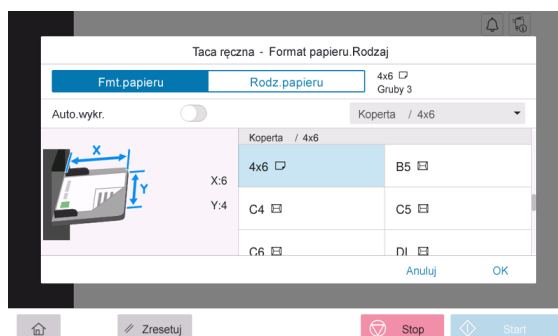 Taca ręczna - Format papieru.Rodzaj
Fmt.papieru
Rodz.papieru
4x6
Gruby 3
Auto.wykr.
Koperta / 4x6
Koperta / 4x6
X
Y
X:6
Y:4
4x6
B5
C4
C5
C6
DL
Anuluj
OK
Zresetuj
Stop
Start